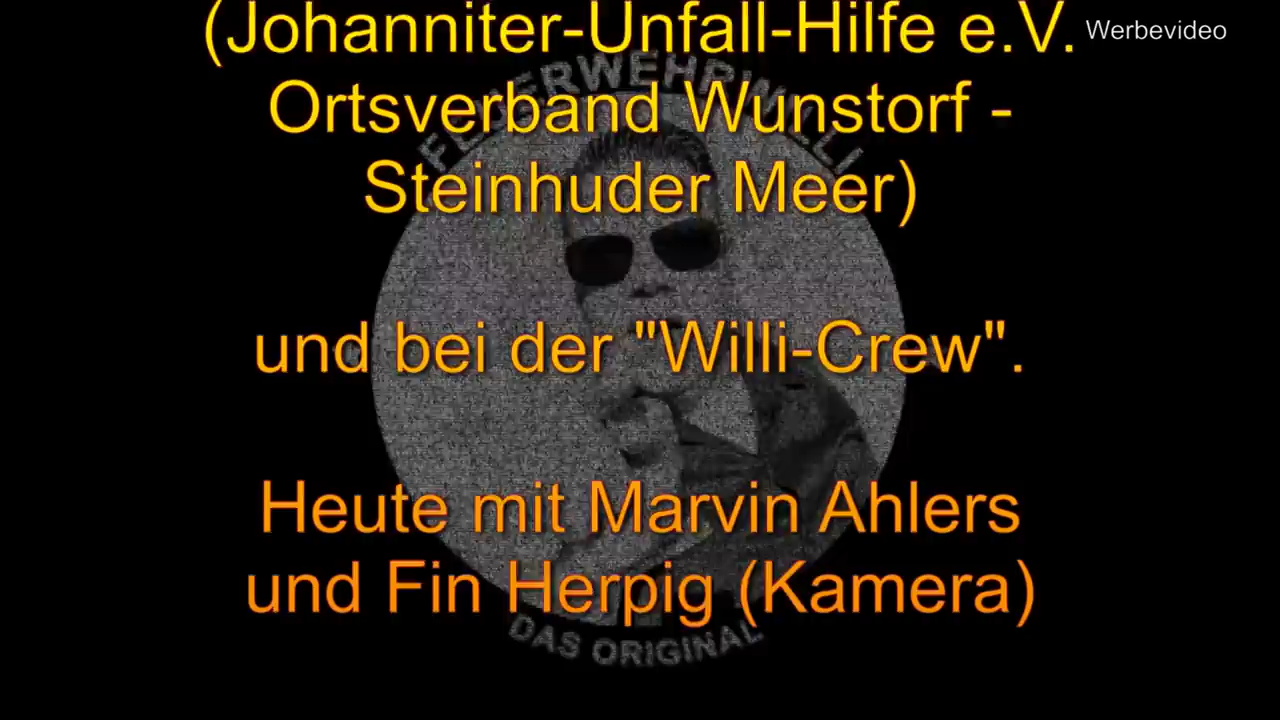 (Johanniter-Unfall-Hilfe e.V.
Werbevideo
FEUERWEHRWILLI
Ortsverband Wunstorf -
Steinhuder Meer)
und bei der "Willi-Crew".
Heute mit Marvin Ahlers
und Fin Herpig (Kamera)
DAS ORIGINAL